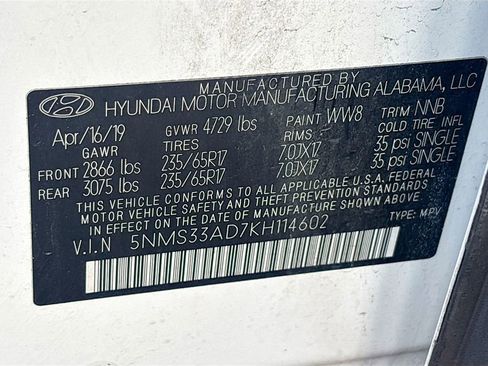 MANUFACTURED BY
HYUNDAI MOTOR MANUFACTURING ALABAMA, LLC
Apr/16/19 GVWR 4729 lbs PAINT WW8 TRIM NNB
GAWR TIRES RIMS - COLD TIRE INFL
FRONT 2866 lbs 235/65R17 7.0JX17 35 psi SINGLE
REAR 3075 lbs 235/65R17 7.0JX17 35 psi SINGLE
THIS VEHICLE CONFORMS TO ALL APPLICABLE U.S.A. FEDERAL
MOTOR VEHICLE SAFETY AND THEFT PREVENTION STANDARDS
IN EFFECT ON THE DATE OF MANUFACTURE SHOWN ABOVE
V.I.N 5NMS33AD7KH114602 TYPE: MPV